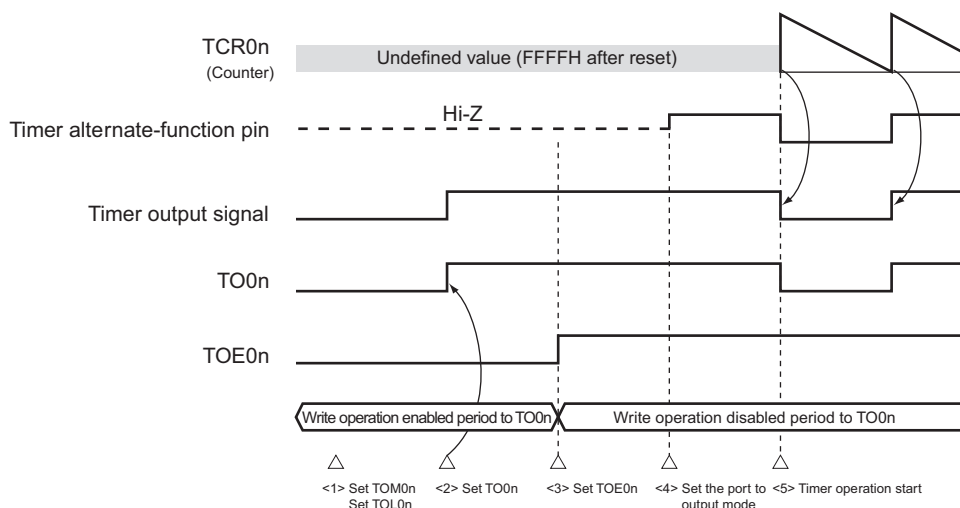 TCR0n
(Counter)
Undefined value (FFFFH after reset)
Hi-Z
Timer alternate-function pin
Timer output signal
TO0n
TOE0n
Write operation enabled period to TO0n
Write operation disabled period to TO0n
<1> Set TOM0n
Set TOL0n
<2> Set TO0n
<3> Set TOE0n
<4> Set the port to
output mode
<5> Timer operation start